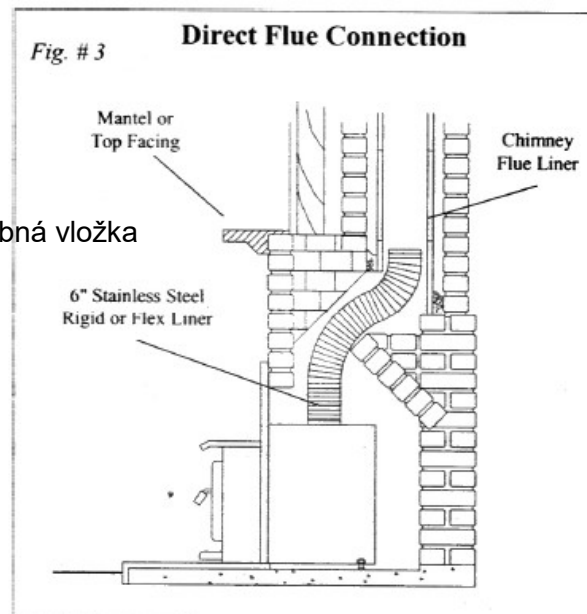 Direct Flue Connection
Fig. # 3
Mantel or
Top Facing
Chimney
Flue Liner
vložka
6" Stainless Steel
Rigid or Flex Liner